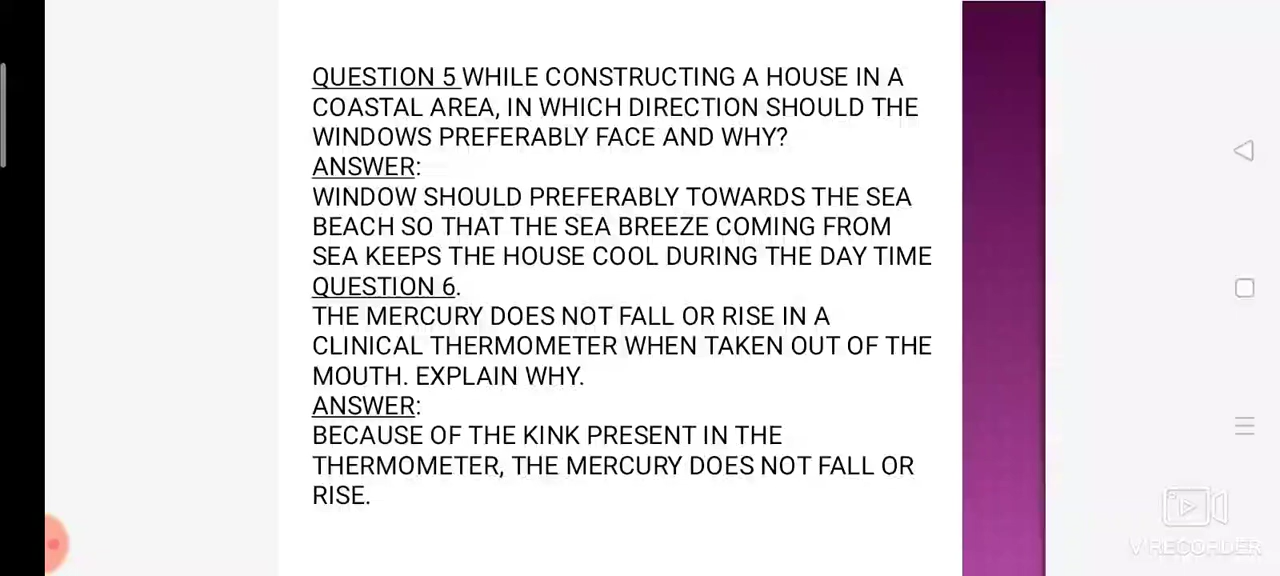 QUESTION 5 WHILE CONSTRUCTING A HOUSE IN A
COASTAL AREA, IN WHICH DIRECTION SHOULD THE
WINDOWS PREFERABLY FACE AND WHY?
ANSWER:
WINDOW SHOULD PREFERABLY TOWARDS THE SEA
BEACH SO THAT THE SEA BREEZE COMING FROM
SEA KEEPS THE HOUSE COOL DURING THE DAY TIME
QUESTION 6.
THE MERCURY DOES NOT FALL OR RISE IN A
CLINICAL THERMOMETER WHEN TAKEN OUT OF THE
MOUTH. EXPLAIN WHY.
ANSWER:
BECAUSE OF THE KINK PRESENT IN THE
THERMOMETER, THE MERCURY DOES NOT FALL OR
RISE.
V RECORDER